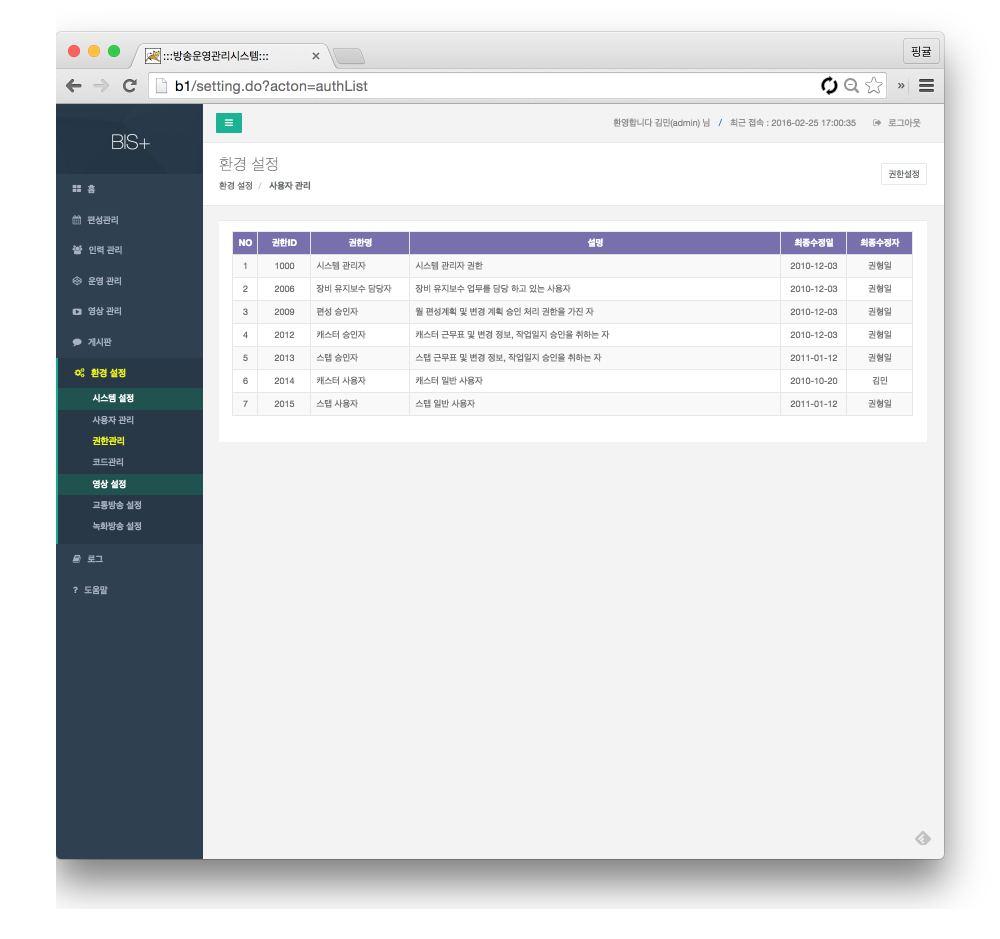 :::방송운영관리시스템:::
핑귤
b1/setting.do?acton=authList
»
BIS+
홈
편성관리
인력 관리
운영 관리
영상 관리
게시판
환경 설정
시스템 설정
사용자 관리
권한관리
코드관리
영상 설정
교통방송 설정
녹화방송 설정
로그
? 도움말
환영합니다 김민(admin) 님 / 최근 접속 : 2016-02-25 17:00:35 로그아웃
환경 설정
환경 설정 / 사용자 관리
권한설정
NO 권한ID 권한명 설명 최종수정일 최종수정자
1 1000 시스템 관리자 시스템 관리자 권한 2010-12-03 권형일
2 2006 장비 유지보수 담당자 장비 유지보수 업무를 담당 하고 있는 사용자 2010-12-03 권형일
3 2009 편성 승인자 월 편성계획 및 변경 계획 승인 처리 권한을 가진 자 2010-12-03 권형일
4 2012 캐스터 승인자 캐스터 근무표 및 변경 정보, 작업일지 승인을 취하는 자 2010-12-03 권형일
5 2013 스탭 승인자 스탭 근무표 및 변경 정보, 작업일지 승인을 취하는 자 2011-01-12 권형일
6 2014 캐스터 사용자 캐스터 일반 사용자 2010-10-20 김민
7 2015 스탭 사용자 스탭 일반 사용자 2011-01-12 권형일